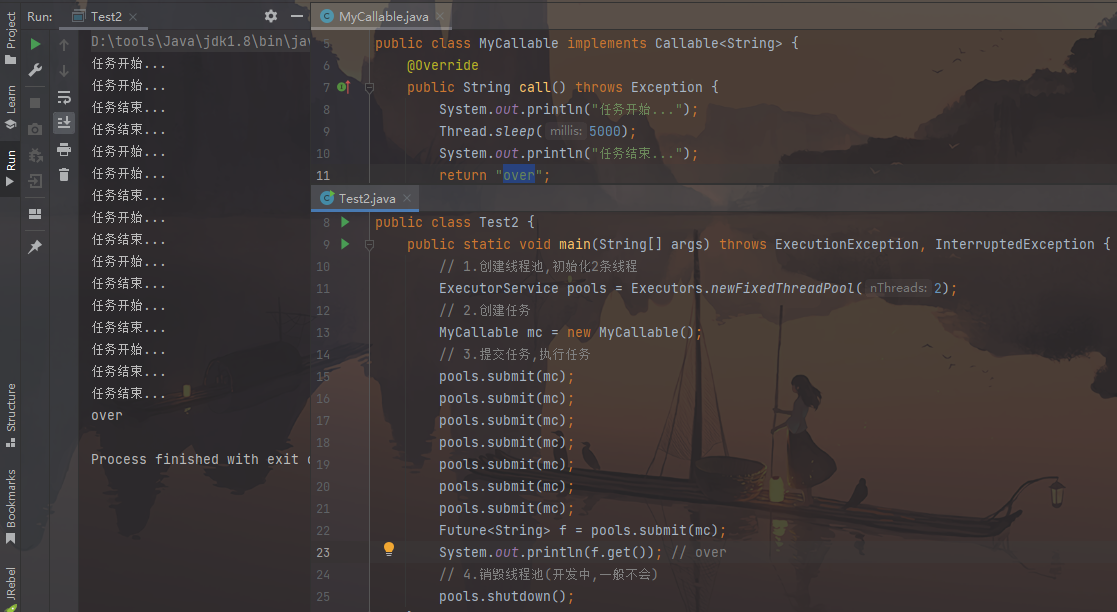 Run:
Test2
Project
Learn
Run
Structure
Bookmarks
JRebel
D:\tools\Java\jdk1.8\bin\jav
任务开始...
任务开始...
任务结束...
任务结束...
任务开始...
任务开始...
任务结束...
任务开始...
任务结束...
任务开始...
任务结束...
任务开始...
任务结束...
任务开始...
任务结束...
任务结束...
over
Process finished with exit
MyCallable.java
5 public class MyCallable implements Callable<String> {
6 @Override
7 public String call() throws Exception {
8 System.out.println("任务开始...");
9 Thread.sleep( millis: 5000);
10 System.out.println("任务结束...");
11 return "over";
Test2.java
8 public class Test2 {
9 public static void main(String[] args) throws ExecutionException, InterruptedException {
10 // 1.创建线程池,初始化2条线程
11 ExecutorService pools = Executors.newFixedThreadPool( nThreads: 2);
12 // 2.创建任务
13 MyCallable mc = new MyCallable();
14 // 3.提交任务,执行任务
15 pools.submit(mc);
16 pools.submit(mc);
17 pools.submit(mc);
18 pools.submit(mc);
19 pools.submit(mc);
20 pools.submit(mc);
21 pools.submit(mc);
22 Future<String> f = pools.submit(mc);
23 System.out.println(f.get()); // over
24 // 4.销毁线程池(开发中,一般不会)
25 pools.shutdown();